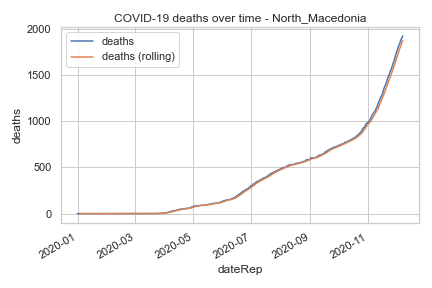 COVID-19 deaths over time - North_Macedonia
deaths
deaths (rolling)
2000
1500
1000
500
0
deaths
2020-01
2020-03
2020-05
2020-07
2020-09
2020-11
dateRep